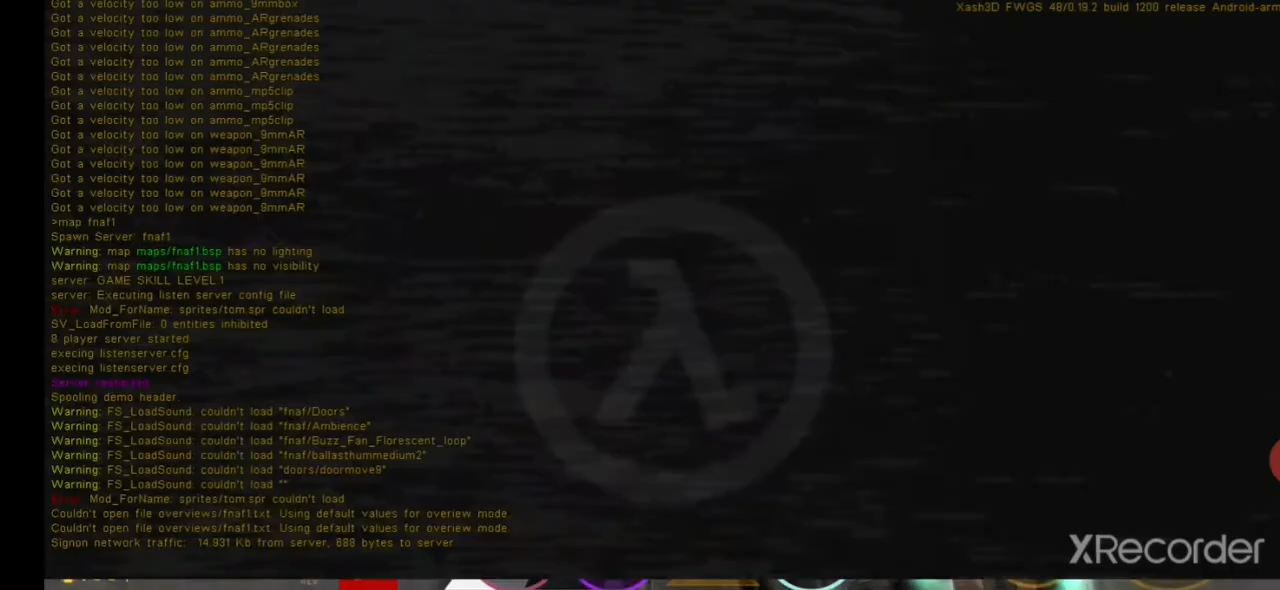 Got a velocity too low on ammo_9mmbox
Xash3D FWGS 48/0.19.2 build 1200 release Android-arm
Got a velocity too low on ammo_ARgrenades
Got a velocity too low on ammo_ARgrenades
Got a velocity too low on ammo_ARgrenades
Got a velocity too low on ammo_ARgrenades
Got a velocity too low on ammo_ARgrenades
Got a velocity too low on ammo_mp5clip
Got a velocity too low on ammo_mp5clip
Got a velocity too low on ammo_mp5clip
Got a velocity too low on weapon_9mmAR
Got a velocity too low on weapon_9mmAR
Got a velocity too low on weapon_9mmAR
Got a velocity too low on weapon_9mmAR
Got a velocity too low on weapon_9mmAR
Got a velocity too low on weapon_9mmAR
>map fnaf1
Spawn Server: fnaf1
Warning: map maps/fnaf1.bsp has no lighting
Warning: map maps/fnaf1.bsp has no visibility
server: GAME SKILL LEVEL:1
server: Executing listen server config file
Error: Mod_ForName: sprites/tom.spr couldn't load
SV_LoadFromFile: 0 entities inhibited
8 player server started
execing listenserver.cfg
execing listenserver.cfg
Spooling demo header.
Warning: FS_LoadSound: couldn't load "fnaf/Doors"
Warning: FS_LoadSound: couldn't load "fnaf/Ambience"
Warning: FS_LoadSound: couldn't load "fnaf/Buzz_Fan_Florescent_loop"
Warning: FS_LoadSound: couldn't load "fnaf/ballasthummedium2"
Warning: FS_LoadSound: couldn't load "doors/doormove9"
Warning: FS_LoadSound: couldn't load ""
Error: Mod_ForName: sprites/tom.spr couldn't load
Couldn't open file overviews/fnaf1.txt. Using default values for overiew mode.
Couldn't open file overviews/fnaf1.txt. Using default values for overiew mode.
Signon network traffic: 14.931 Kb from server, 688 bytes to server
XRecorder